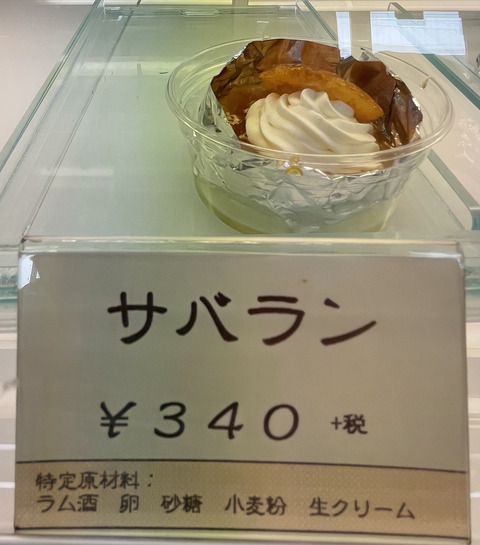 サバラン
¥340 +税
特定原材料：
ラム酒 卵 砂糖 小麦粉 生クリーム